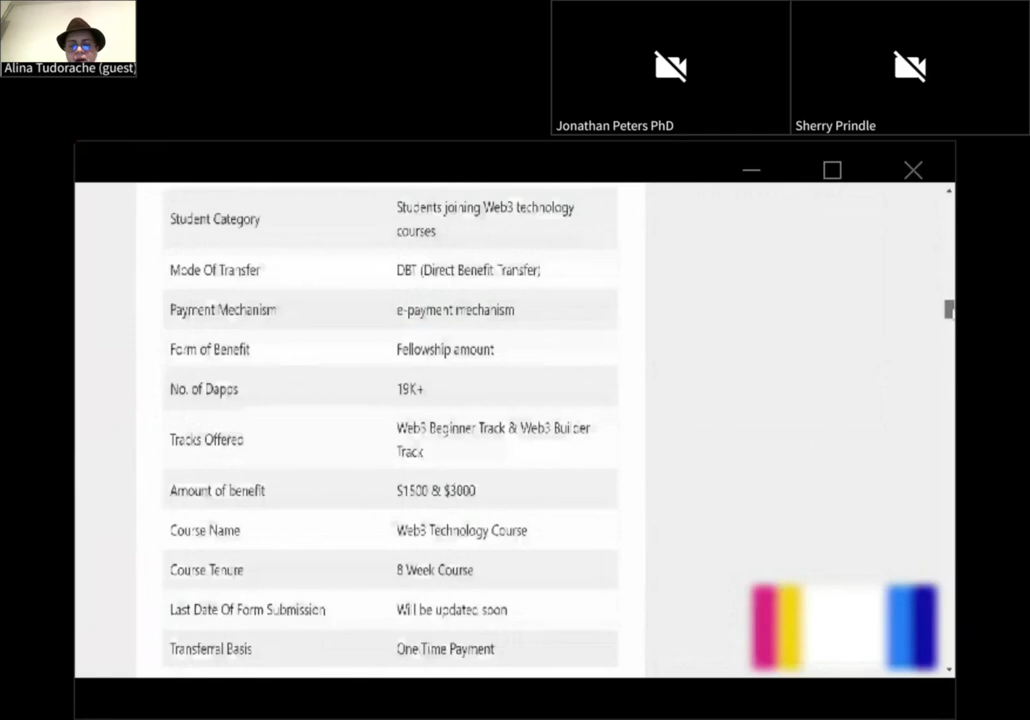 Alina Tudorache (guest)
Jonathan Peters PhD
Sherry Prindle
Student Category
Students joining Web3 technology
courses
Mode Of Transfer
DBT (Direct Benefit Transfer)
Payment Mechanism
e-payment mechanism
Form of Benefit
Fellowship amount
No. of Dapps
19K+
Tracks Offered
Web3 Beginner Track & Web3 Builder
Track
Amount of benefit
$1500 & $3000
Course Name
Web3 Technology Course
Course Tenure
8 Week Course
Last Date Of Form Submission
Will be updated soon
Transferral Basis
One Time Payment